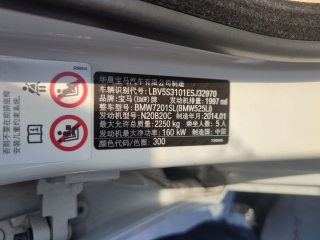 华晨宝马汽车有限公司制造
车辆识别代号: LBV5S3101ESJ32970
品牌: 宝马(BMW)牌 发动机排量: 1997 ml
整车型号: BMW7201SL(BMW525Li)
发动机型号: N20B20C 制造年月: 2014.01
最大允许总质量: 2250 kg 乘坐人数: 5 人
发动机最大净功率: 160 kW 制造国: 中国
颜色代码/色图: 300